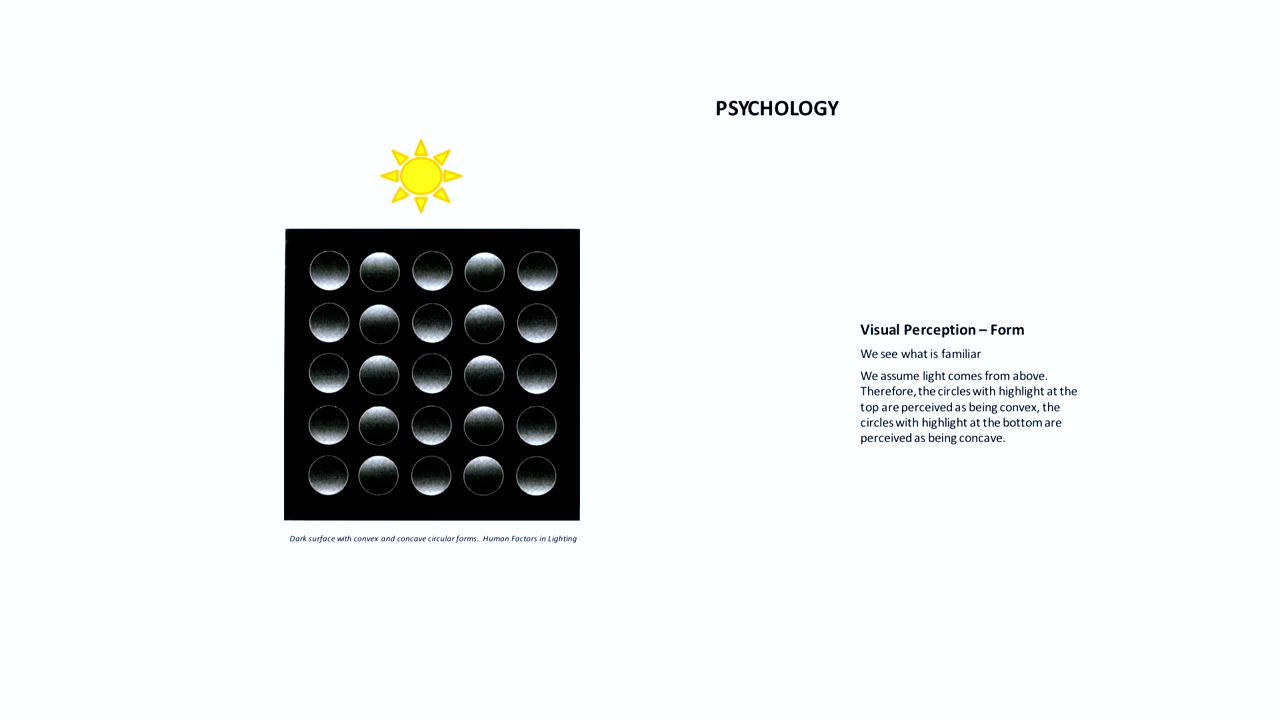 PSYCHOLOGY
Visual Perception – Form
We see what is familiar
We assume light comes from above.
Therefore, the circles with highlight at the
top are perceived as being convex, the
circles with highlight at the bottom are
perceived as being concave.
Dark surface with convex and concave circular forms.  Human Factors in Lighting